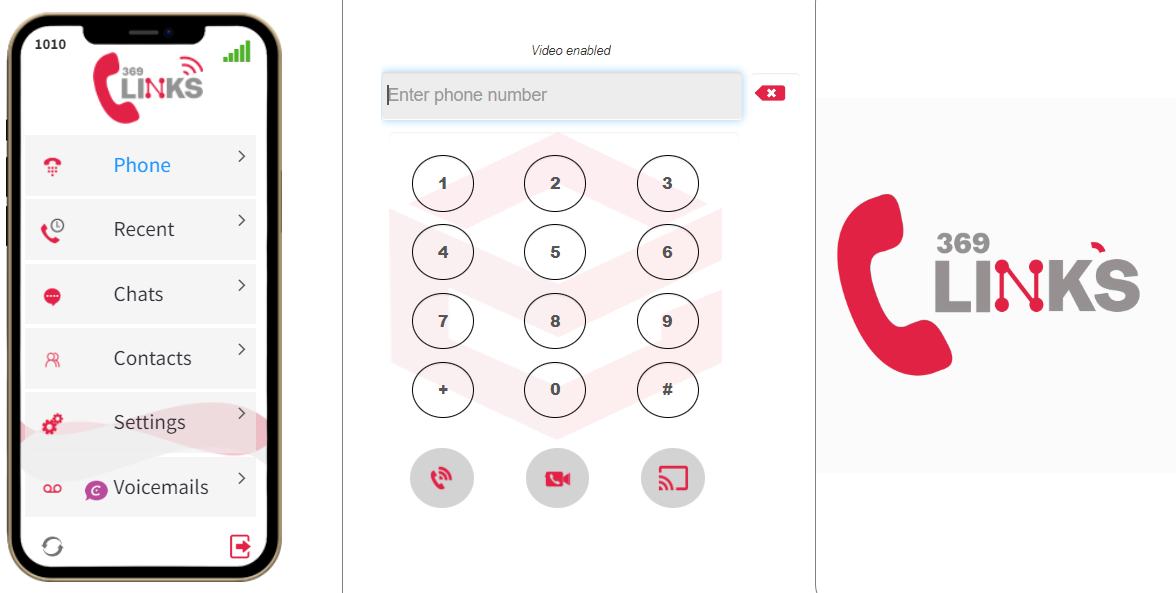 1010
369
LINKS
Phone
Recent
Chats
Contacts
Settings
C Voicemails
Video enabled
Enter phone number
1 2 3
4 5 6
7 8 9
+ 0 #
369
LINKS